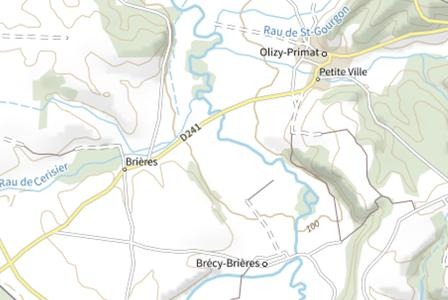 Rau de St-Gourgon
Olizy-Primat
Petite Ville
D241
Brières
Rau de Cerisier
100
Brécy-Brières